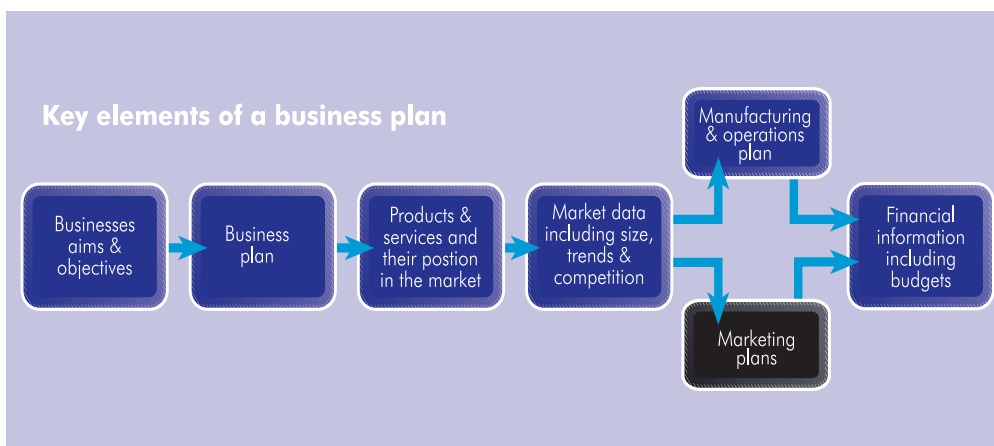 Key elements of a business plan
Businesses
aims &
objectives
Business
plan
Products &
services and
their postion
in the market
Market data
including size,
trends &
competition
Manufacturing
& operations
plan
Marketing
plans
Financial
information
including
budgets